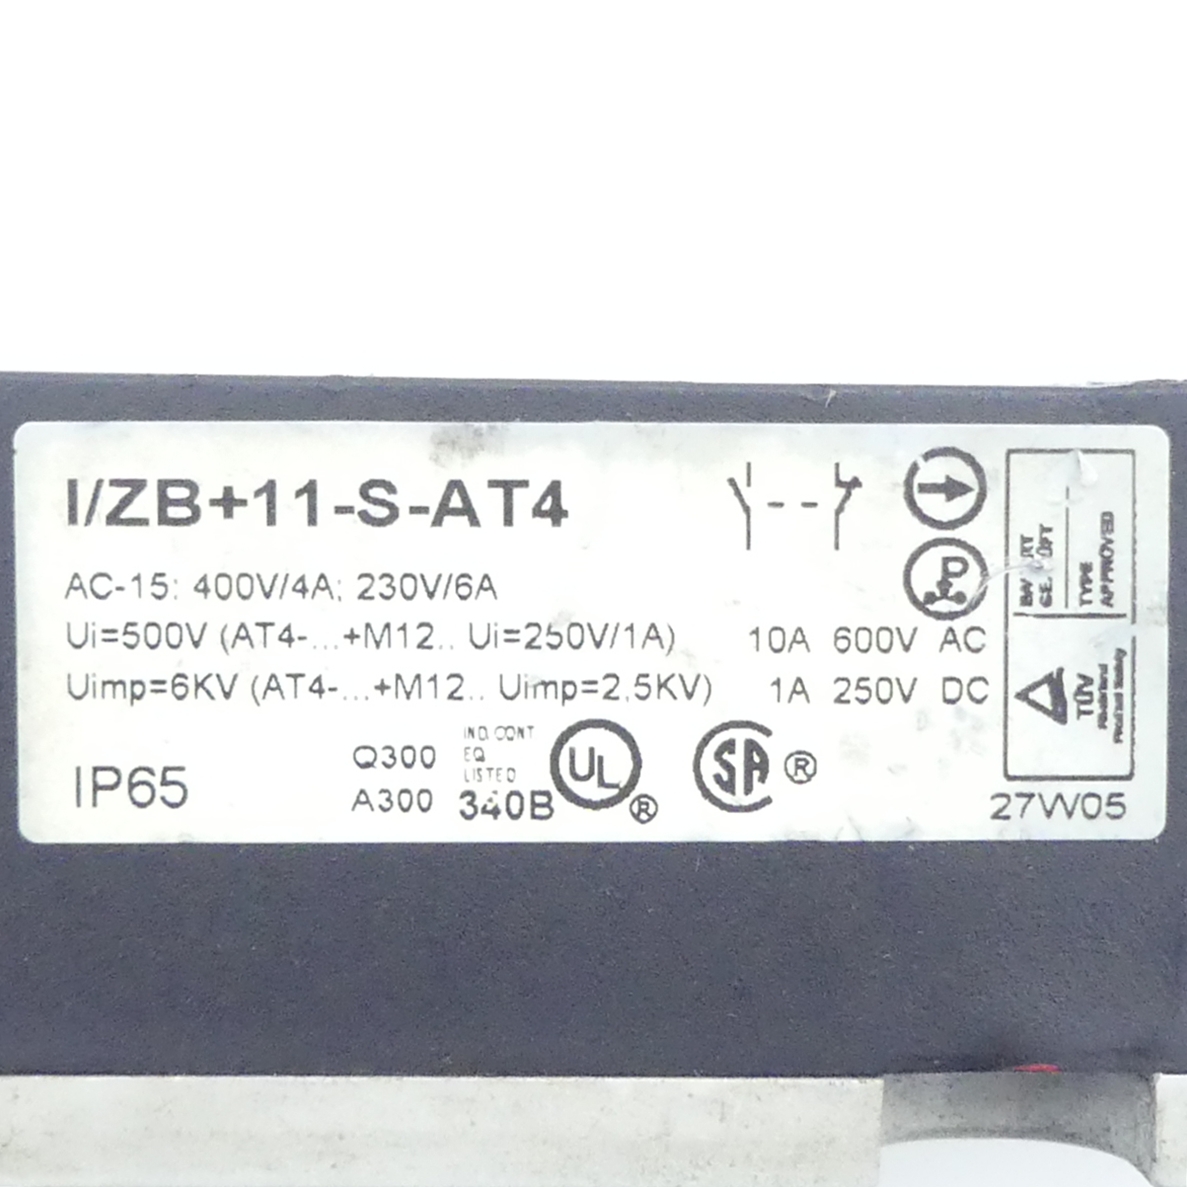 I/ZB+11-S-AT4
AC-15: 400V/4A; 230V/6A
Ui=500V (AT4-...+M12.. Ui=250V/1A) 10A 600V AC
Uimp=6KV (AT4-...+M12.. Uimp=2,5KV) 1A 250V DC
IP65
Q300
A300
IND. CONT
EQ
LISTED
340B
UL ®
SA ®
P
TYPE
APPROVED
TÜV
27W05